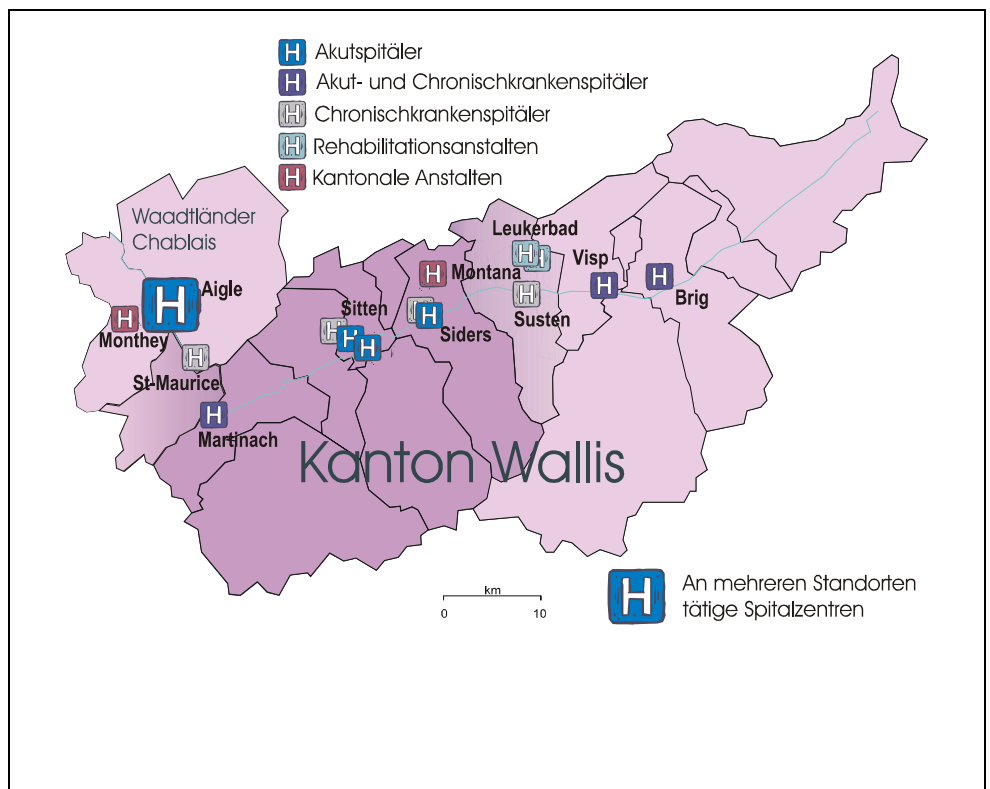 H Akutspitäler
H Akut- und Chronischkrankenspitäler
H Chronischkrankenspitäler
H Rehabilitationsanstalten
H Kantonale Anstalten
Waadtländer
Chablais
Leukerbad
H H
Visp
H
H
Brig
H
Montana
H
Susten
H
Aigle
H
Monthey
Sitten
H H H
H H
Siders
H
St-Maurice
H
Martinach
Kanton Wallis
km
0 10
H
An mehreren Standorten
tätige Spitalzentren